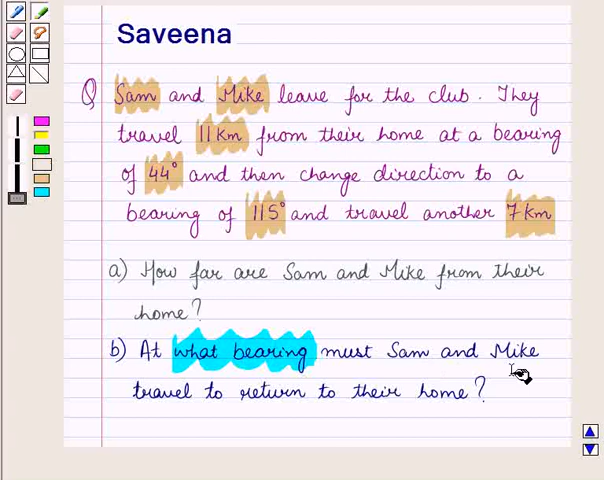 Saveena
Q Sam and Mike leave for the club. They
travel 11 km from their home at a bearing
of 44° and then change direction to a
bearing of 115° and travel another 7 km
a) How far are Sam and Mike from their
home?
b) At what bearing must Sam and Mike
travel to return to their home?